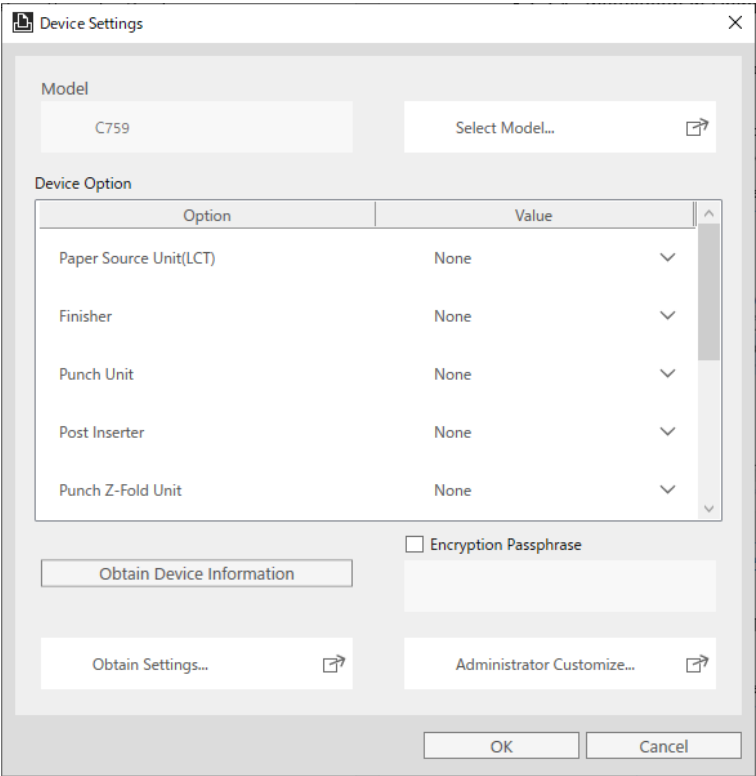 Device Settings
Model
C759
Select Model...
Device Option
Option Value
Paper Source Unit(LCT) None
Finisher None
Punch Unit None
Post Inserter None
Punch Z-Fold Unit None
Encryption Passphrase
Obtain Device Information
Obtain Settings...
Administrator Customize...
OK Cancel